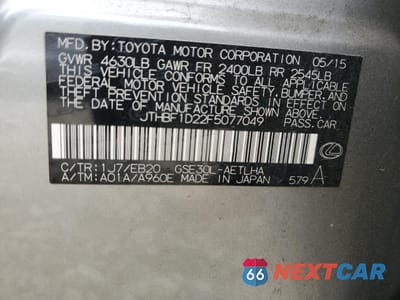 MFD.BY:TOYOTA MOTOR CORPORATION 05/15
GVWR 4630LB GAWR FR 2400LB RR 2545LB
THIS VEHICLE CONFORMS TO ALL APPLICABLE
FEDERAL MOTOR VEHICLE SAFETY, BUMPER, AND
THEFT PREVENTION STANDARDS IN EFFECT ON
THE DATE OF MANUFACTURE SHOWN ABOVE.
JTHBF1D22F5077049 PASS.CAR
C/TR:1J7/EB20 GSE30L-AETLHA
A/TM:A01A/A960E MADE IN JAPAN 579 A
66 NEXTCAR